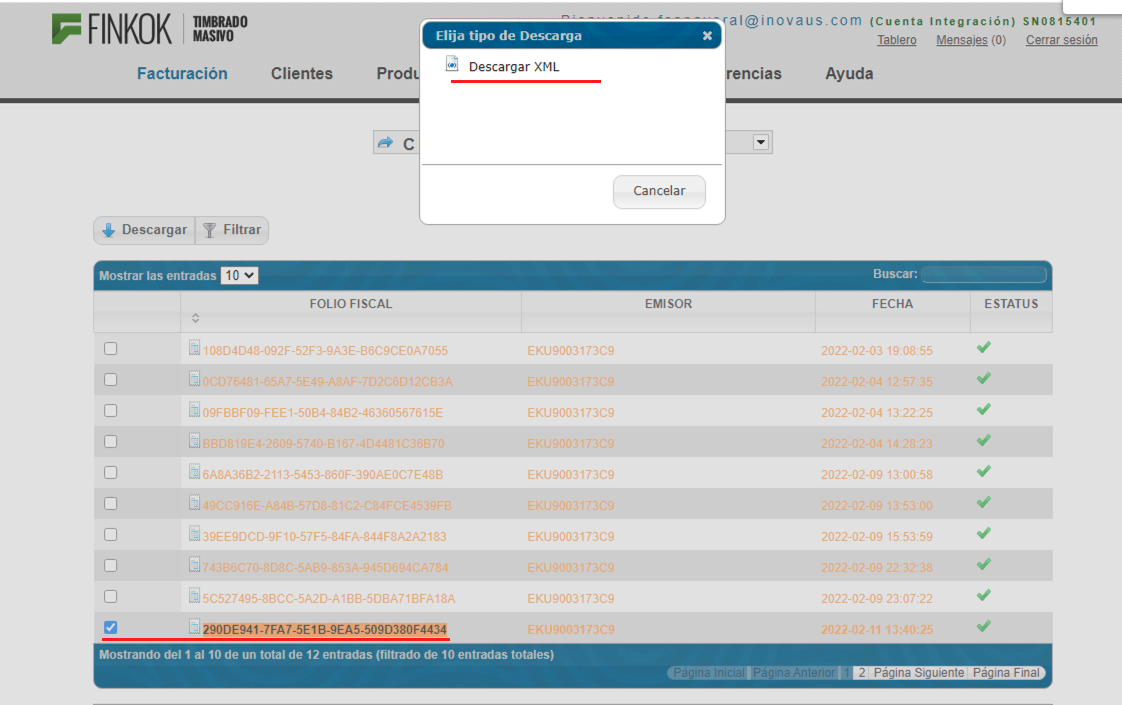 FINKOK TIMBRADO MASIVO
@inovaus.com (Cuenta Integración) SN0815401
Tablero Mensajes (0) Cerrar sesión
Facturación Clientes Produ rencias Ayuda
Elija tipo de Descarga
Descargar XML
C
Cancelar
Descargar Filtrar
Mostrar las entradas 10 Buscar:
FOLIO FISCAL EMISOR FECHA ESTATUS
108D4D48-092F-52F3-9A3E-B6C9CE0A7055 EKU9003173C9 2022-02-03 19:08:55
0CD76481-65A7-5E49-A8AF-7D2C6D12CB3A EKU9003173C9 2022-02-04 12:57:35
09FBBF09-FEE1-50B4-84B2-46360567615E EKU9003173C9 2022-02-04 13:22:25
BBD819E4-2609-5740-B167-4D4481C36B70 EKU9003173C9 2022-02-04 14:28:23
6A8A36B2-2113-5453-860F-390AE0C7E48B EKU9003173C9 2022-02-09 13:00:58
49CC916E-A84B-57D8-81C2-C84FCE4539FB EKU9003173C9 2022-02-09 13:53:00
39EE9DCD-9F10-57F5-84FA-844F8A2A2183 EKU9003173C9 2022-02-09 15:53:59
743B6C70-8D8C-5AB9-853A-945D694CA784 EKU9003173C9 2022-02-09 22:32:38
5C527495-8BCC-5A2D-A1BB-5DBA71BFA18A EKU9003173C9 2022-02-09 23:07:22
290DE941-7FA7-5E1B-9EA5-509D380F4434 EKU9003173C9 2022-02-11 13:40:25
Mostrando del 1 al 10 de un total de 12 entradas (filtrado de 10 entradas totales)
Página Inicial Página Anterior 1 2 Página Siguiente Página Final